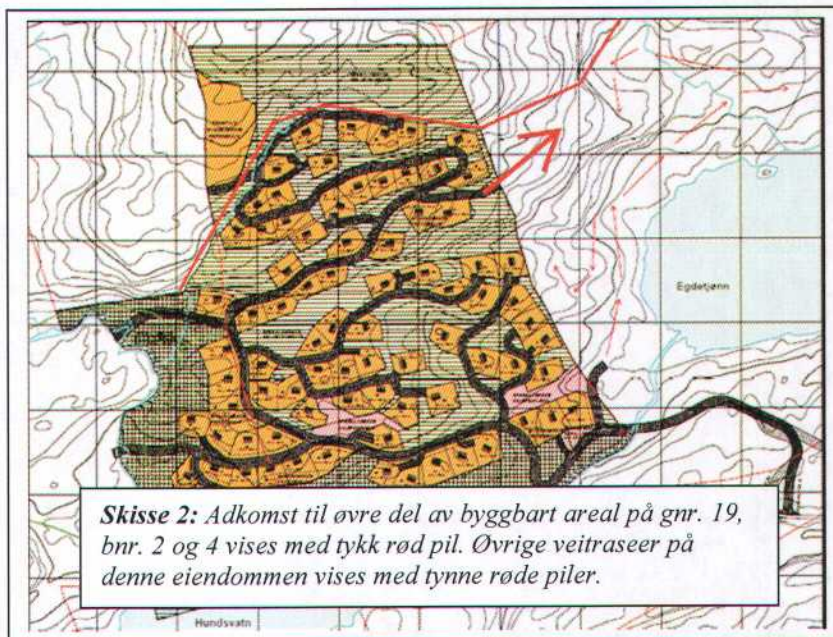 Egdetjønn
Skisse 2: Adkomst til øvre del av byggbart areal på gnr. 19,
bnr. 2 og 4 vises med tykk rød pil. Øvrige veitraseer på
denne eiendommen vises med tynne røde piler.
Hundsvatn